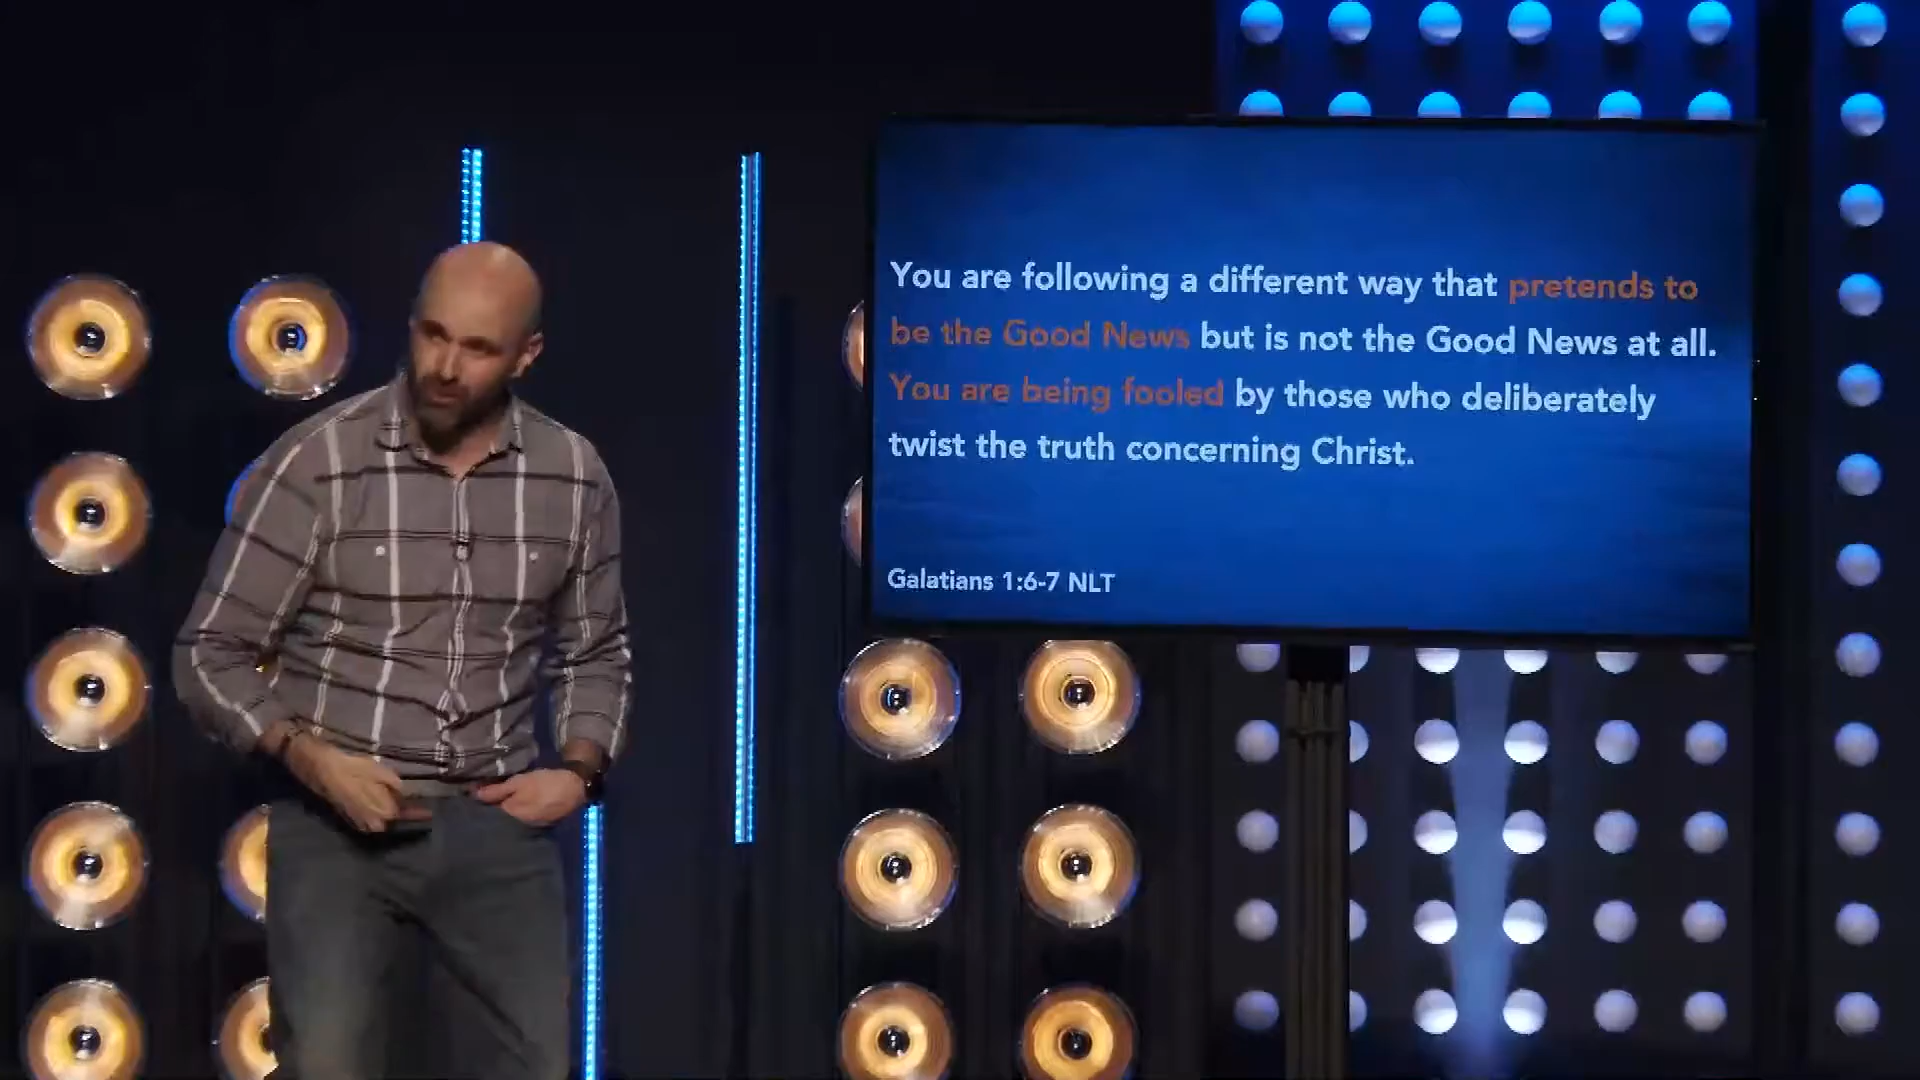 You are following a different way that pretends to
be the Good News but is not the Good News at all.
You are being fooled by those who deliberately
twist the truth concerning Christ.
Galatians 1:6-7 NLT